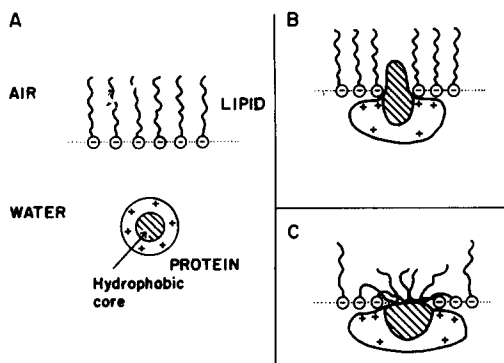 A
AIR
LIPID
WATER
PROTEIN
Hydrophobic
core
B
C